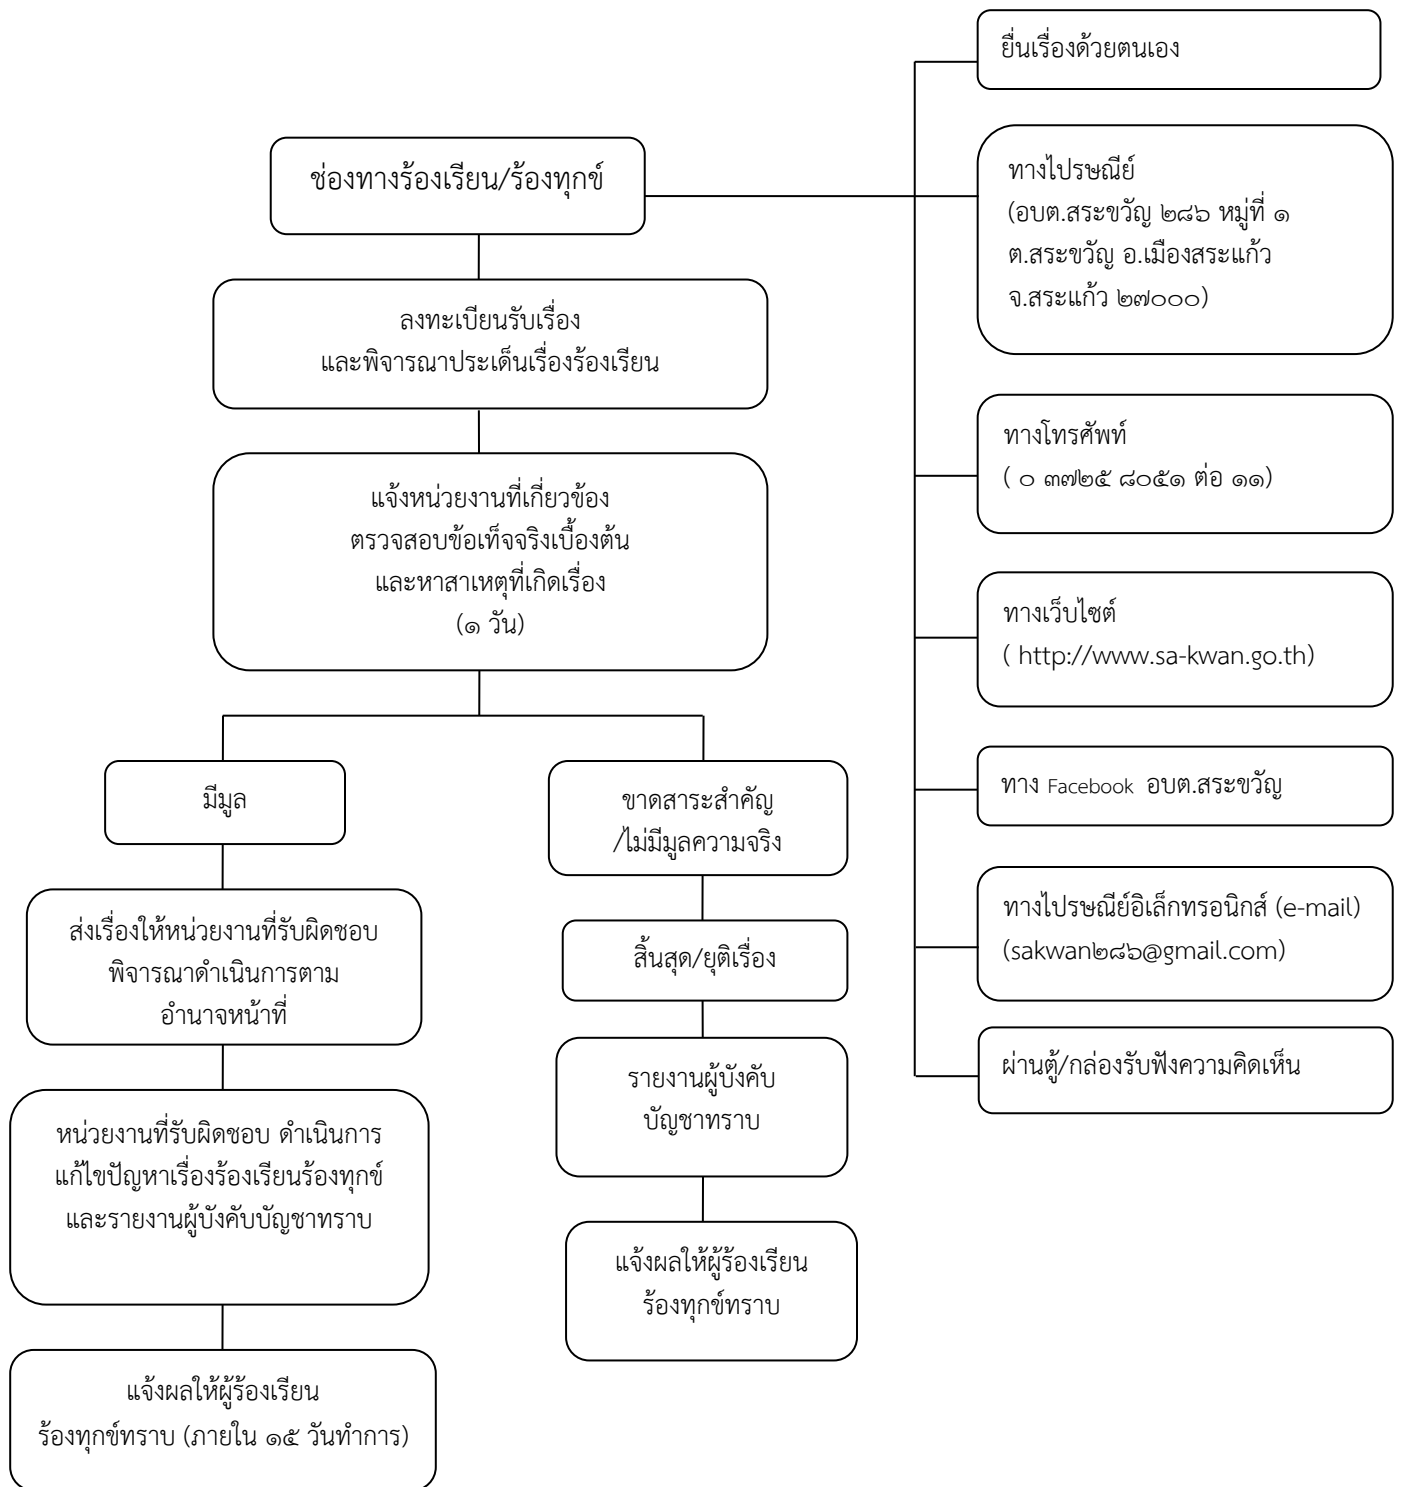 ช่องทางร้องเรียน/ร้องทุกข์
ลงทะเบียนรับเรื่อง
และพิจารณาประเด็นเรื่องร้องเรียน
แจ้งหน่วยงานที่เกี่ยวข้อง
ตรวจสอบข้อเท็จจริงเบื้องต้น
และหาสาเหตุที่เกิดเรื่อง
(๑ วัน)
มีมูล
ส่งเรื่องให้หน่วยงานที่รับผิดชอบ
พิจารณาดำเนินการตาม
อำนาจหน้าที่
หน่วยงานที่รับผิดชอบ ดำเนินการ
แก้ไขปัญหาเรื่องร้องเรียนร้องทุกข์
และรายงานผู้บังคับบัญชาทราบ
แจ้งผลให้ผู้ร้องเรียน
ร้องทุกข์ทราบ (ภายใน ๑๕ วันทำการ)
ขาดสาระสำคัญ
/ไม่มีมูลความจริง
สิ้นสุด/ยุติเรื่อง
รายงานผู้บังคับ
บัญชาทราบ
แจ้งผลให้ผู้ร้องเรียน
ร้องทุกข์ทราบ
ยื่นเรื่องด้วยตนเอง
ทางไปรษณีย์
(อบต.สระขวัญ ๒๘๖ หมู่ที่ ๑
ต.สระขวัญ อ.เมืองสระแก้ว
จ.สระแก้ว ๒๗๐๐๐)
ทางโทรศัพท์
( ๐ ๓๗๒๕ ๘๐๕๑ ต่อ ๑๑)
ทางเว็บไซต์
( http://www.sa-kwan.go.th)
ทาง Facebook อบต.สระขวัญ
ทางไปรษณีย์อิเล็กทรอนิกส์ (e-mail)
(sakwan๒๘๖@gmail.com)
ผ่านตู้/กล่องรับฟังความคิดเห็น